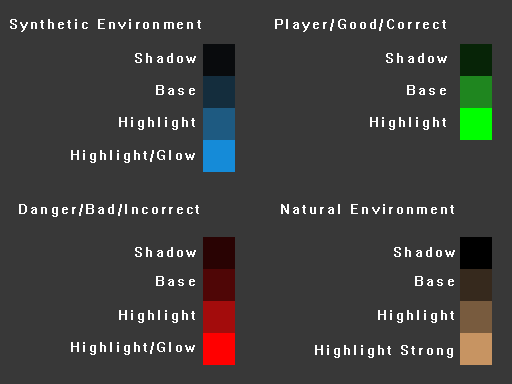 Synthetic Environment
Shadow
Base
Highlight
Highlight/Glow
Player/Good/Correct
Shadow
Base
Highlight
Danger/Bad/Incorrect
Shadow
Base
Highlight
Highlight/Glow
Natural Environment
Shadow
Base
Highlight
Highlight Strong